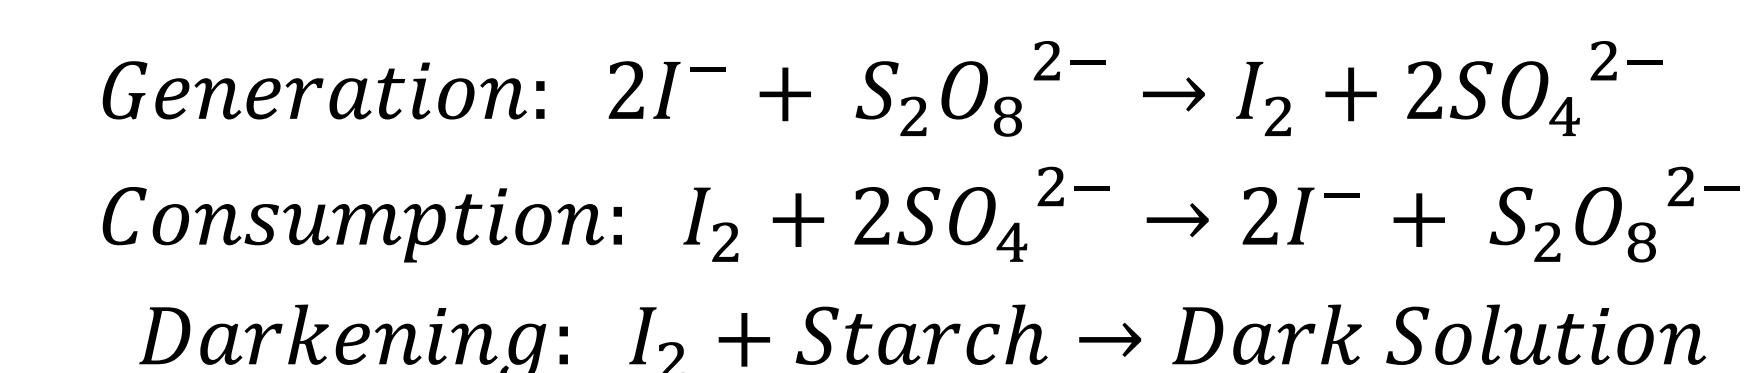 Generation: 2I⁻ + S₂O₈²⁻ → I₂ + 2SO₄²⁻
Consumption: I₂ + 2SO₄²⁻ → 2I⁻ + S₂O₈²⁻
Darkening: I₂ + Starch → Dark Solution